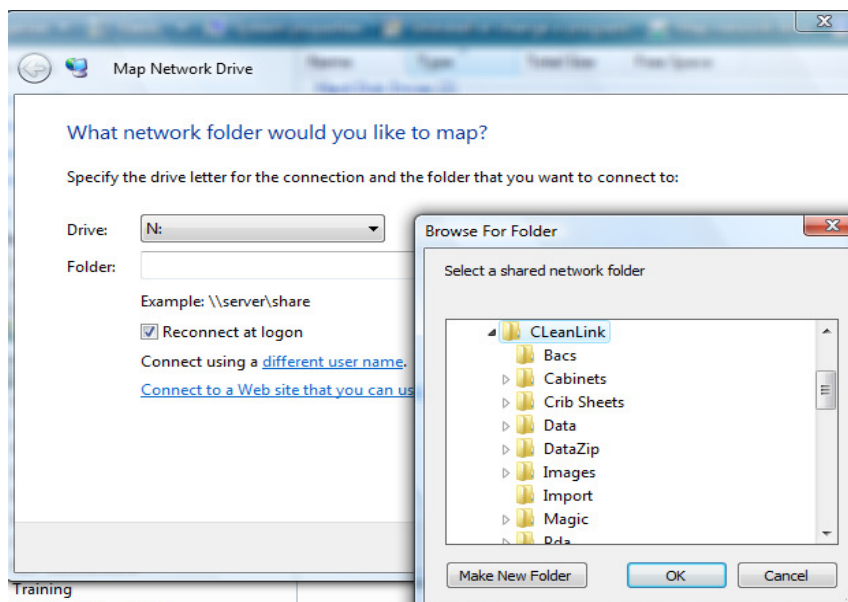 Map Network Drive
What network folder would you like to map?
Specify the drive letter for the connection and the folder that you want to connect to:
Drive: N:
Folder:
Example: \\server\share
Reconnect at logon
Connect using a different user name.
Connect to a Web site that you can us
Browse For Folder
Select a shared network folder
CLeanLink
Bacs
Cabinets
Crib Sheets
Data
DataZip
Images
Import
Magic
Pda
Make New Folder OK Cancel
Training